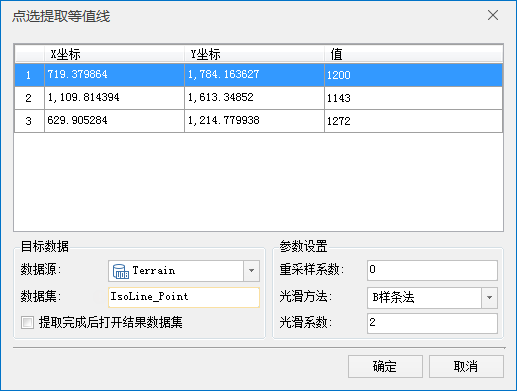 点选提取等值线
X坐标 Y坐标 值
1 719.379864 1,784.163627 1200
2 1,109.814394 1,613.34852 1143
3 629.905284 1,214.779938 1272
目标数据
数据源: Terrain
数据集: IsoLine_Point
提取完成后打开结果数据集
参数设置
重采样系数: 0
光滑方法: B样条法
光滑系数: 2
确定 取消